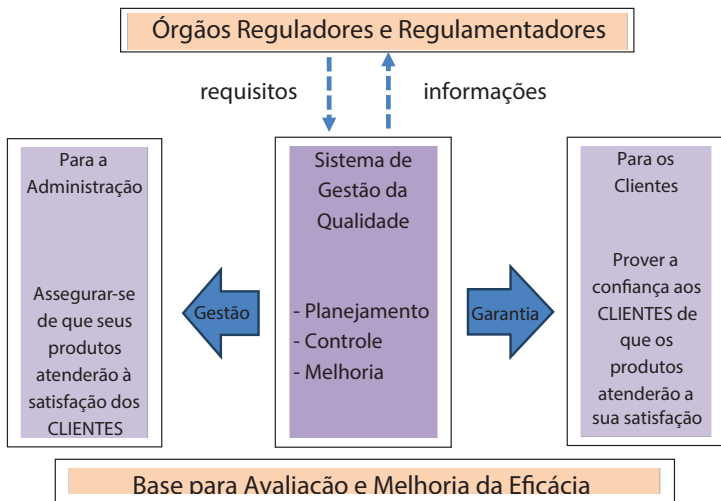 Órgãos Reguladores e Regulamentadores
requisitos
informações
Para a
Administração
Assegurar-se
de que seus
produtos
atenderão à
satisfação dos
CLIENTES
Gestão
Sistema de
Gestão da
Qualidade
- Planejamento
- Controle
- Melhoria
Garantia
Para os
Clientes
Prover a
confiança aos
CLIENTES de
que os
produtos
atenderão a
sua satisfação
Base para Avaliação e Melhoria da Eficácia